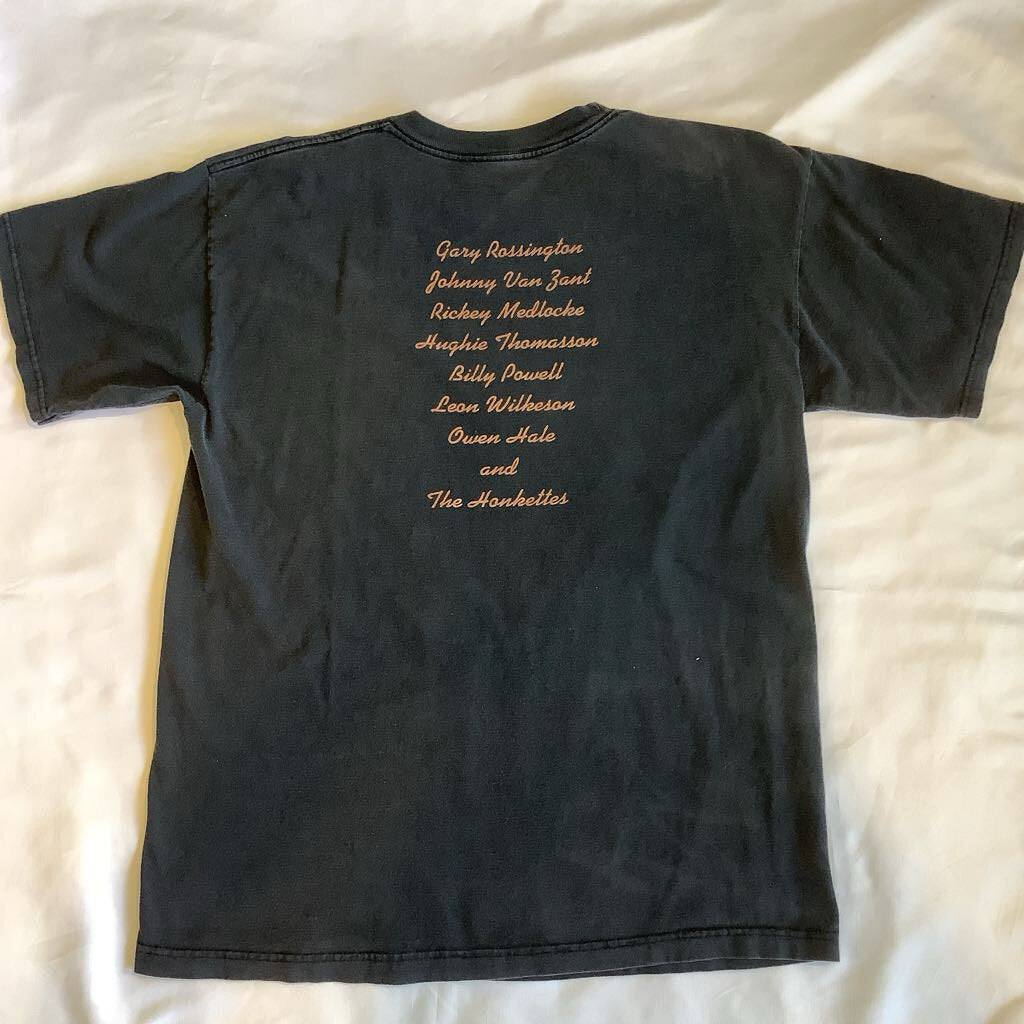 Gary Rossington
Johnny Van Zant
Rickey Medlocke
Hughie Thomasson
Billy Powell
Leon Wilkeson
Owen Hale
and
The Honkettes